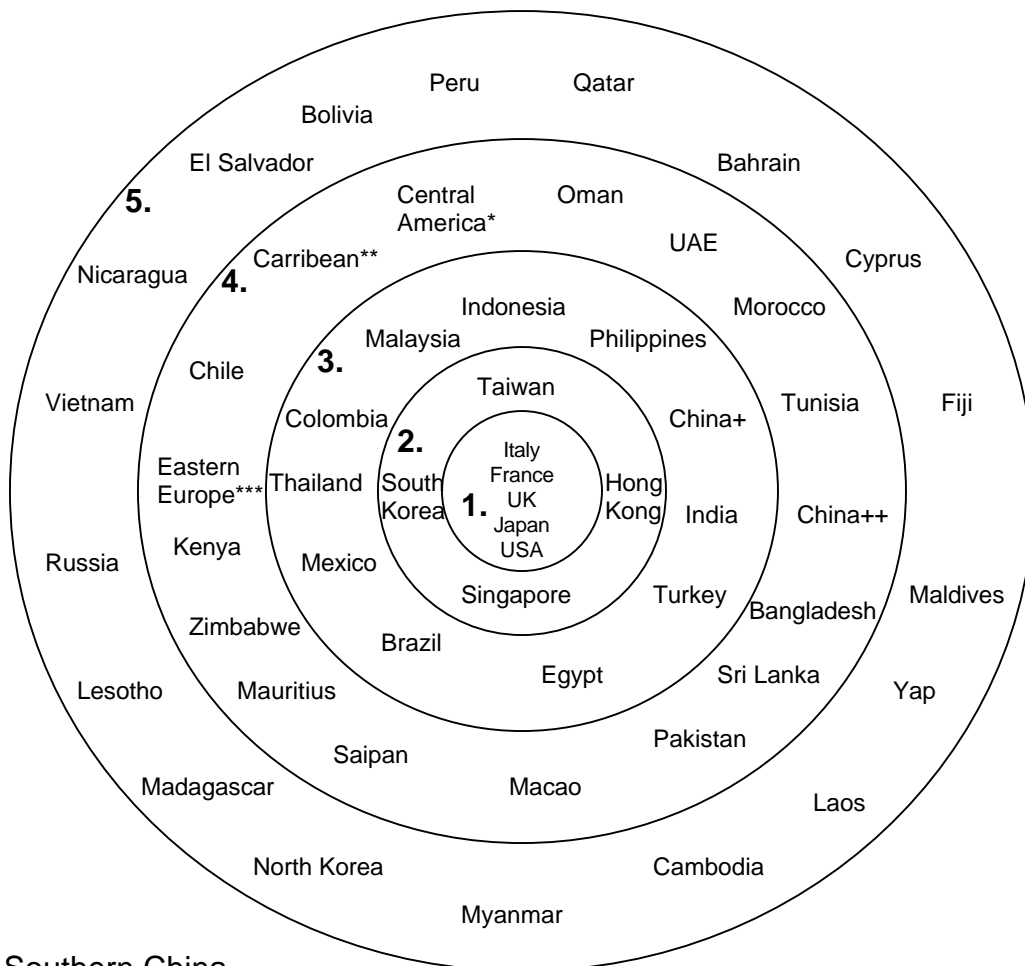 Peru
Qatar
Bolivia
El Salvador
Bahrain
5.
Central
America*
Oman
Nicaragua
4.
Carribean**
UAE
Cyprus
Indonesia
Morocco
3.
Malaysia
Philippines
Chile
Taiwan
Vietnam
Colombia
2.
China+
Tunisia
Fiji
Italy
France
UK
Japan
USA
1.
Eastern
Europe***
Thailand
South
Korea
Hong
Kong
India
China++
Russia
Kenya
Mexico
Singapore
Turkey
Bangladesh
Maldives
Zimbabwe
Brazil
Egypt
Sri Lanka
Lesotho
Mauritius
Yap
Saipan
Pakistan
Madagascar
Macao
Laos
North Korea
Cambodia
Myanmar
Southern China